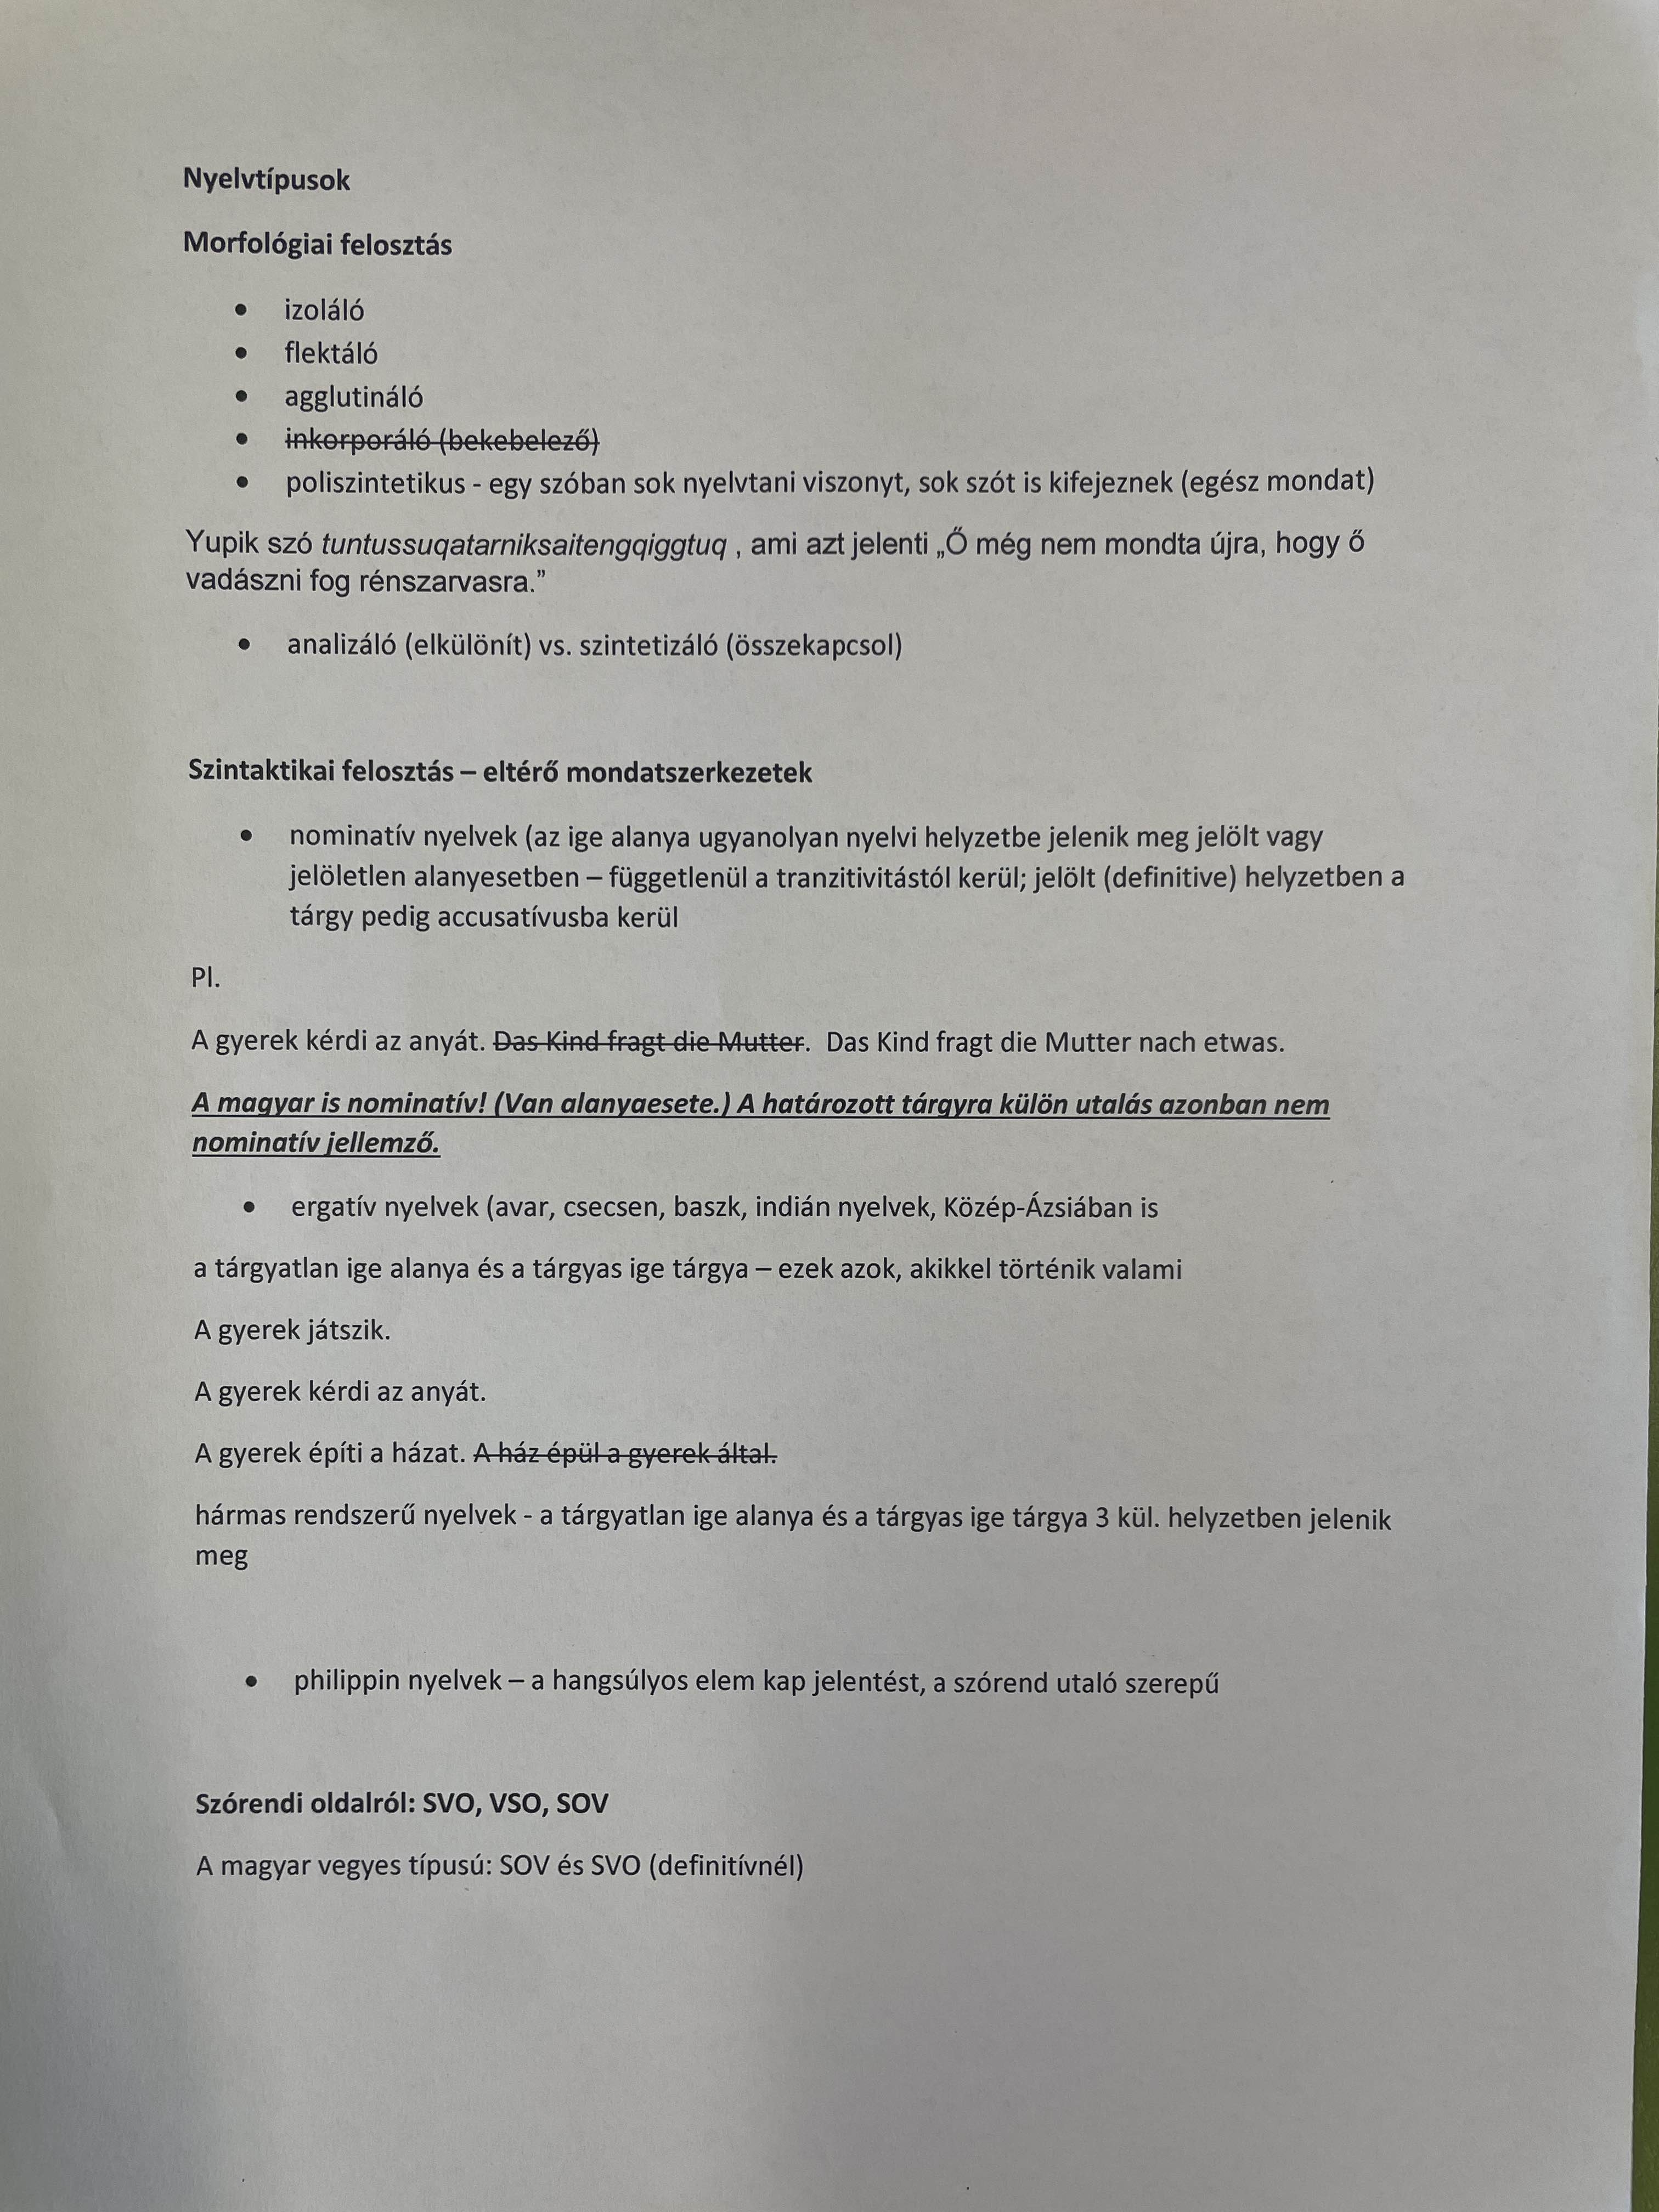 Nyelvtípusok
Morfológiai felosztás
• izoláló
• flektáló
• agglutináló
• inkorporáló (bekebelező)
• poliszintetikus - egy szóban sok nyelvtani viszonyt, sok szót is kifejeznek (egész mondat)
Yupik szó tuntussuqatarniksaitengqiggtuq , ami azt jelenti „Ő még nem mondta újra, hogy ő
vadászni fog rénszarvasra.”
• analizáló (elkülönít) vs. szintetizáló (összekapcsol)
Szintaktikai felosztás – eltérő mondatszerkezetek
• nominatív nyelvek (az ige alanya ugyanolyan nyelvi helyzetbe jelenik meg jelölt vagy
jelöletlen alanyesetben – függetlenül a tranzitivitástól kerül; jelölt (definitive) helyzetben a
tárgy pedig accusatívusba kerül
Pl.
A gyerek kérdi az anyát. Das Kind fragt die Mutter. Das Kind fragt die Mutter nach etwas.
A magyar is nominatív! (Van alanyaesete.) A határozott tárgyra külön utalás azonban nem
nominatív jellemző.
• ergatív nyelvek (avar, csecsen, baszk, indián nyelvek, Közép-Ázsiában is
a tárgyatlan ige alanya és a tárgyas ige tárgya – ezek azok, akikkel történik valami
A gyerek játszik.
A gyerek kérdi az anyát.
A gyerek építi a házat. A ház épül a gyerek által.
hármas rendszerű nyelvek - a tárgyatlan ige alanya és a tárgyas ige tárgya 3 kül. helyzetben jelenik
meg
• philippin nyelvek – a hangsúlyos elem kap jelentést, a szórend utaló szerepű
Szórendi oldalról: SVO, VSO, SOV
A magyar vegyes típusú: SOV és SVO (definitívnél)